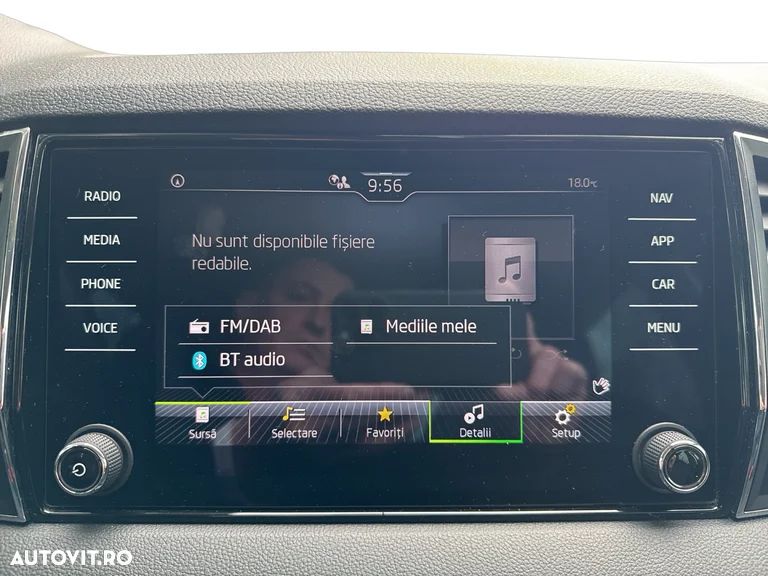 RADIO
MEDIA
PHONE
VOICE
9:56
18.0°C
Nu sunt disponibile fișiere
redabile.
FM/DAB
Mediile mele
BT audio
Sursă
Selectare
Favoriți
Detalii
Setup
NAV
APP
CAR
MENU
AUTOVIT.RO